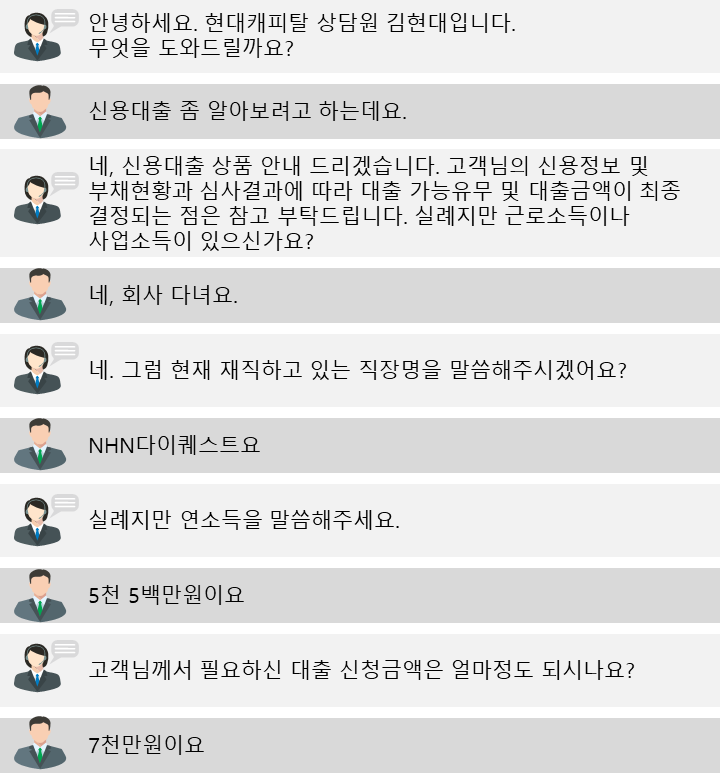 안녕하세요. 현대캐피탈 상담원 김현대입니다.
무엇을 도와드릴까요?
신용대출 좀 알아보려고 하는데요.
네, 신용대출 상품 안내 드리겠습니다. 고객님의 신용정보 및
부채현황과 심사결과에 따라 대출 가능유무 및 대출금액이 최종
결정되는 점은 참고 부탁드립니다. 실례지만 근로소득이나
사업소득이 있으신가요?
네, 회사 다녀요.
네. 그럼 현재 재직하고 있는 직장명을 말씀해주시겠어요?
NHN다이퀘스트요
실례지만 연소득을 말씀해주세요.
5천 5백만원이요
고객님께서 필요하신 대출 신청금액은 얼마정도 되시나요?
7천만원이요